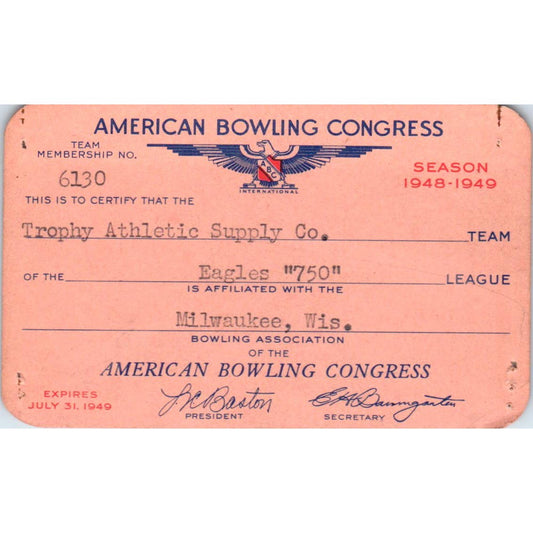 AMERICAN BOWLING CONGRESS
TEAM
MEMBERSHIP NO.
6130
ABC
INTERNATIONAL
SEASON
1948-1949
THIS IS TO CERTIFY THAT THE
Trophy Athletic Supply Co. TEAM
OF THE Eagles "750" LEAGUE
IS AFFILIATED WITH THE
Milwaukee, Wis.
BOWLING ASSOCIATION
OF THE
AMERICAN BOWLING CONGRESS
EXPIRES
JULY 31, 1949
L C Baston
PRESIDENT
E H Baumgarten
SECRETARY